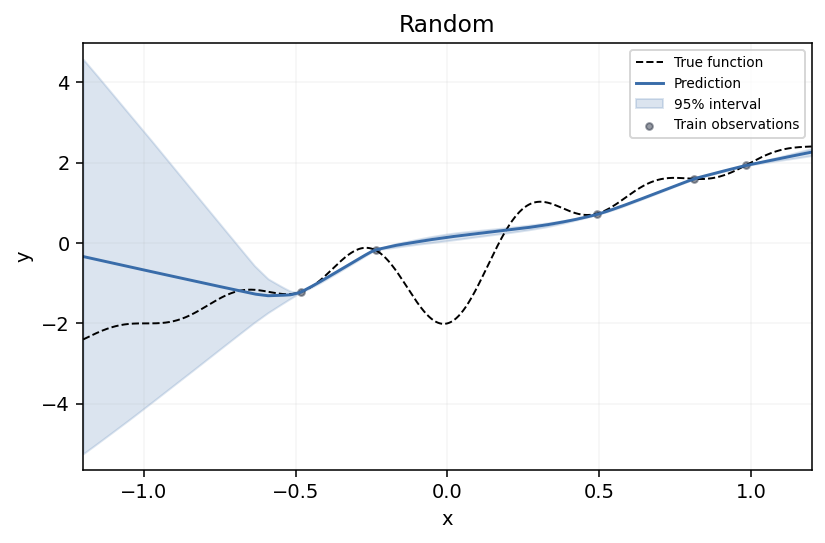 Random
4
2
0
−2
−4
y
−1.0
−0.5
0.0
0.5
1.0
x
True function
Prediction
95% interval
Train observations